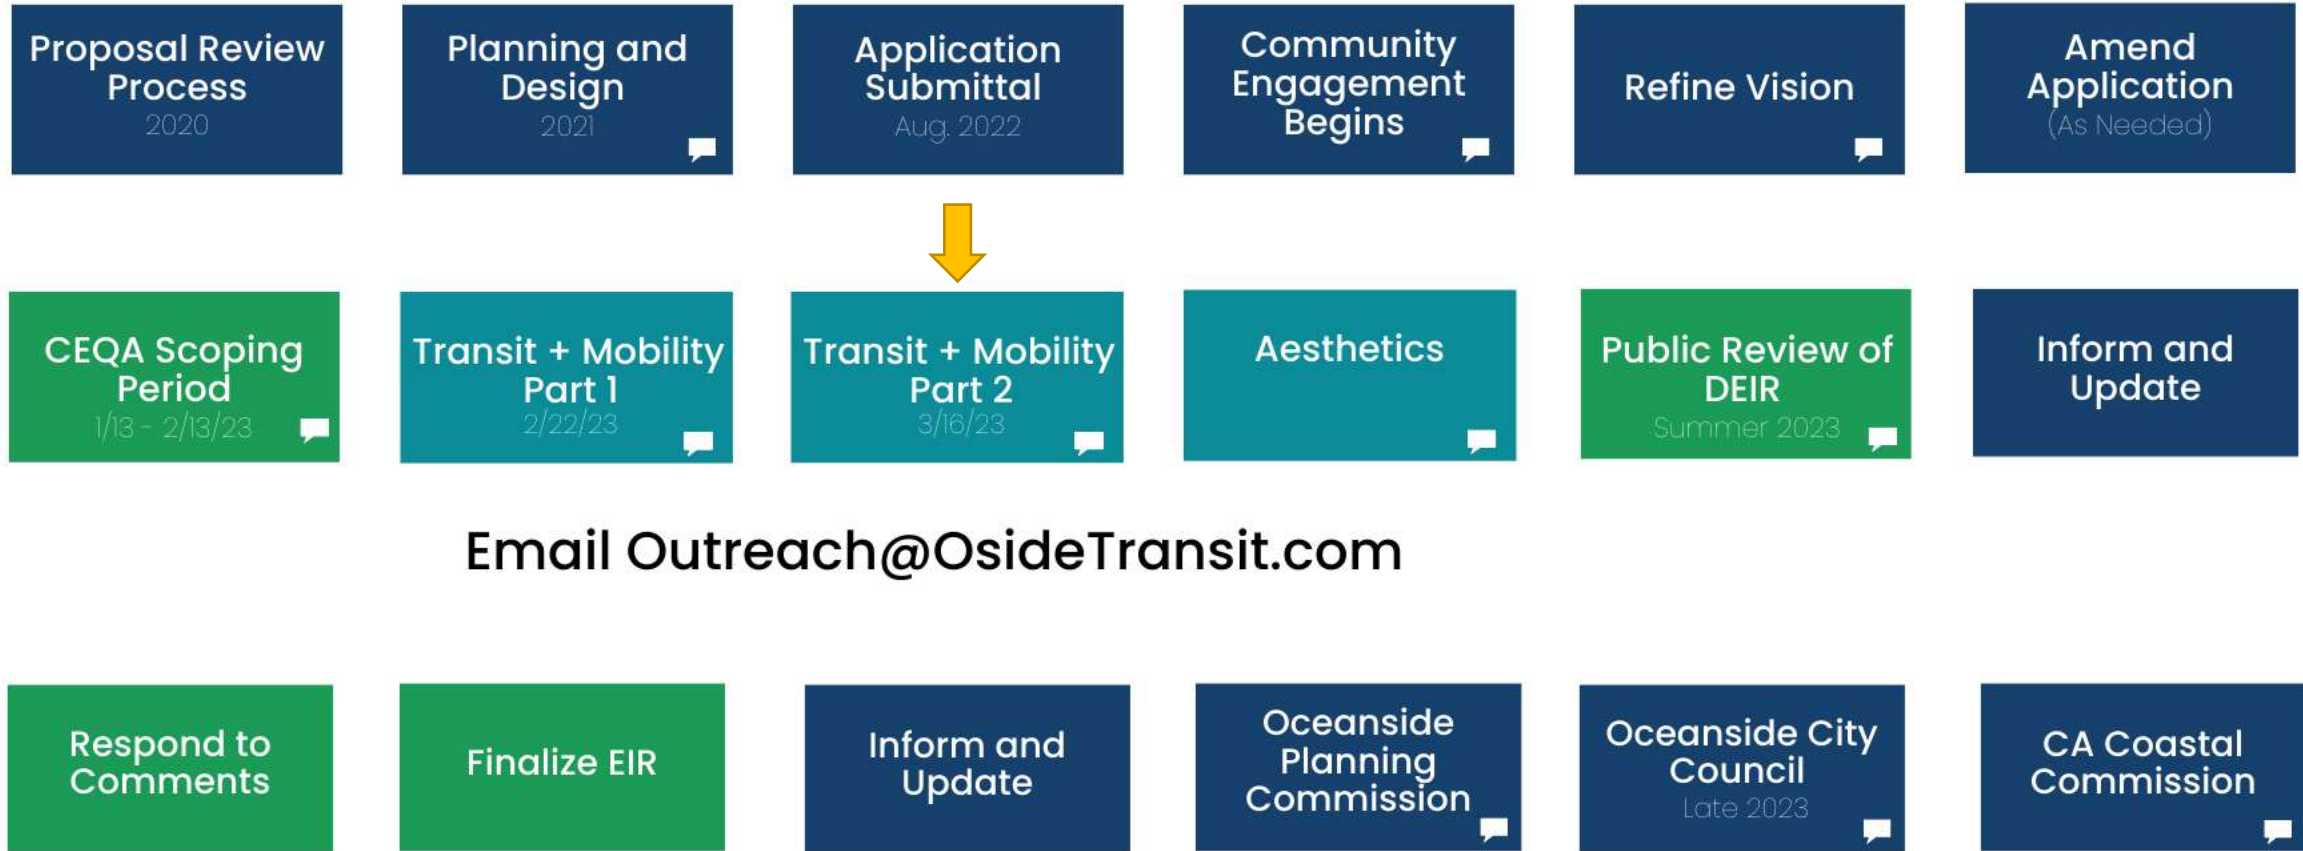 Proposal Review
Process
2020
Planning and
Design
2021
Application
Submittal
Aug. 2022
Community
Engagement
Begins
Refine Vision
Amend
Application
(As Needed)
CEQA Scoping
Period
1/13 - 2/13/23
Transit + Mobility
Part 1
2/22/23
Transit + Mobility
Part 2
3/16/23
Aesthetics
Public Review of
DEIR
Summer 2023
Inform and
Update
Email Outreach@OsideTransit.com
Respond to
Comments
Finalize EIR
Inform and
Update
Oceanside
Planning
Commission
Oceanside City
Council
Late 2023
CA Coastal
Commission